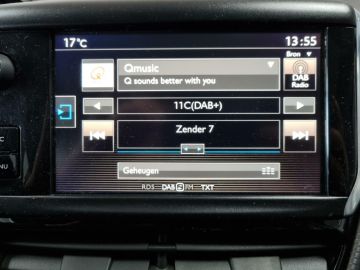 17°C
13:55
Bron
Qmusic
Q sounds better with you
DAB
Radio
11C(DAB+)
Zender 7
Geheugen
RDS DAB FM TXT
C
NU